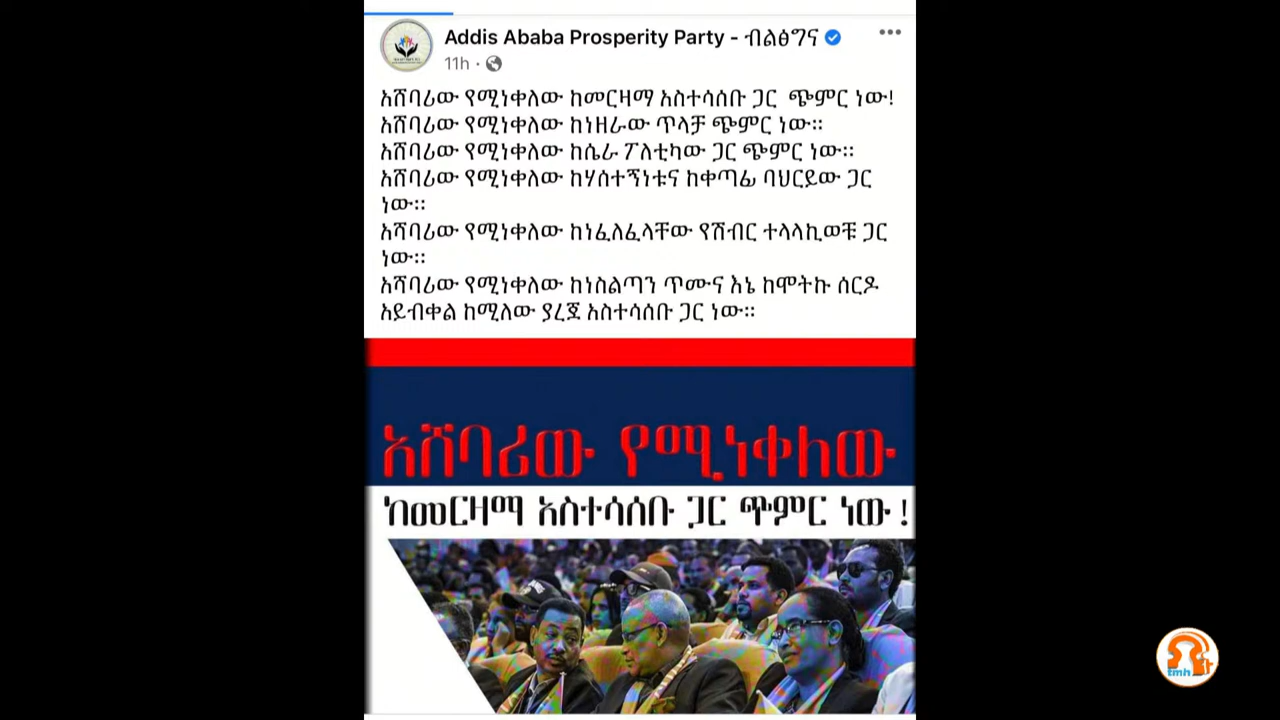 Addis Ababa Prosperity Party - ብልፅግና
11h ·
አሸባሪው የሚነቀለው ከመርዛማ አስተሳሰቡ ጋር ጭምር ነው!
አሸባሪው የሚነቀለው ከነዘራው ጥላቻ ጭምር ነው።
አሸባሪው የሚነቀለው ከሴራ ፖለቲካው ጋር ጭምር ነው።
አሸባሪው የሚነቀለው ከሃሰተኝነቱና ከቀጣፊ ባህርይው ጋር
ነው።
አሻባሪው የሚነቀለው ከነፈለፈላቸው የሽብር ተላላኪወቹ ጋር
ነው።
አሻባሪው የሚነቀለው ከነስልጣን ጥሙና እኔ ከሞትኩ ሰርዶ
አይብቀል ከሚለው ያረጀ አስተሳሰቡ ጋር ነው።
አሸባሪው የሚነቀለው
ከመርዛማ አስተሳሰቡ ጋር ጭምር ነው !
tmh